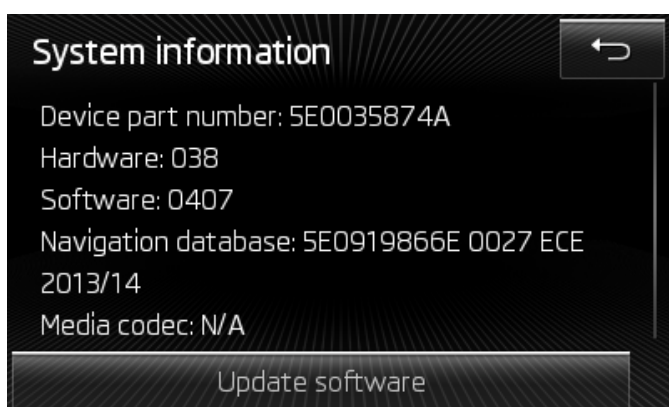 System information
Device part number: 5E0035874A
Hardware: 038
Software: 0407
Navigation database: 5E0919866E 0027 ECE
2013/14
Media codec: N/A
Update software